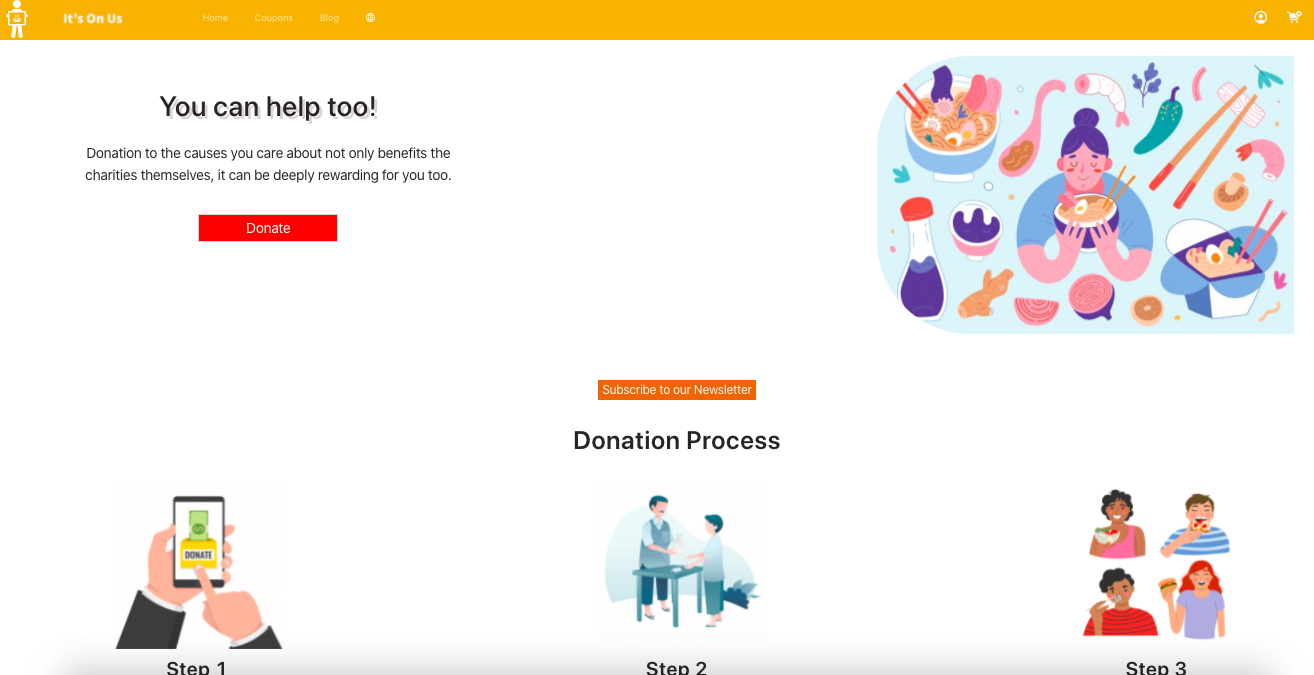 It's On Us
Home
Coupons
Blog
You can help too!
Donation to the causes you care about not only benefits the
charities themselves, it can be deeply rewarding for you too.
Donate
Subscribe to our Newsletter
Donation Process
DONATE
Step 1
Step 2
Step 3